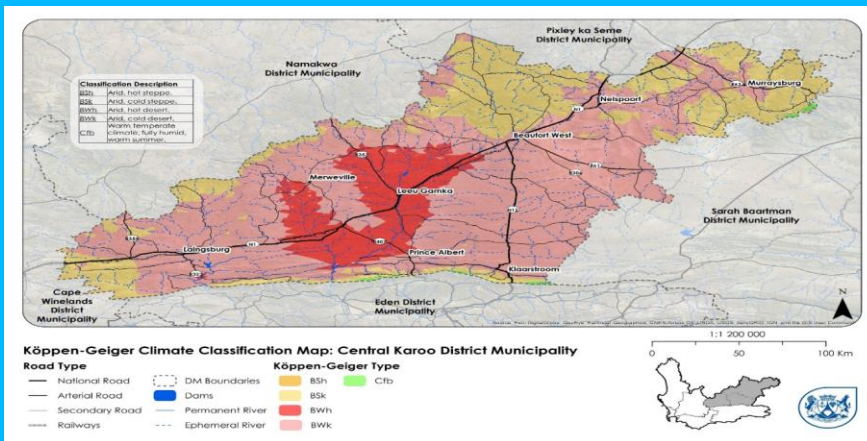 Pixley ka Seme
District Municipality
Namakwa
District Municipality
Classification Description
BSh Arid, hot steppe.
BSk Arid, cold steppe.
BWh Arid, hot desert.
BWk Arid, cold desert.
Cfb Warm temperate climate, fully humid, warm summer.
Murraysburg
Nelspoort
N1
Beaufort West
Merweville
Leeu Gamka
Sarah Baartman
District Municipality
Laingsburg
N1
Prince Albert
Klaarstroom
Cape
Winelands
District
Municipality
Eden District
Municipality
N
1:1 200 000
0 50 100 Km
Köppen-Geiger Climate Classification Map: Central Karoo District Municipality
Road Type
National Road
Arterial Road
Secondary Road
Railways
DM Boundaries
Dams
Permanent River
Ephemeral River
Köppen-Geiger Type
BSh
BSk
BWh
BWk
Cfb